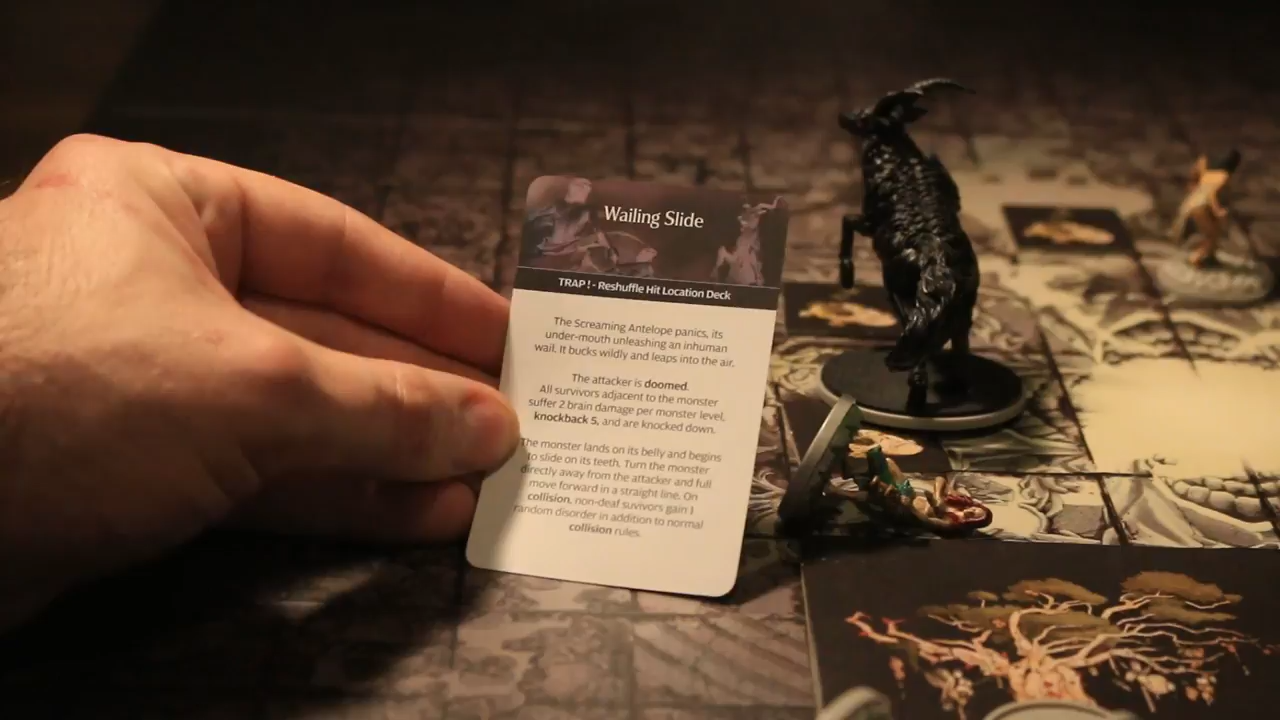 Wailing Slide
TRAP! - Reshuffle Hit Location Deck
The Screaming Antelope panics, its
under-mouth unleashing an inhuman
wail. It bucks wildly and leaps into the air.
The attacker is doomed.
All survivors adjacent to the monster
suffer 2 brain damage per monster level,
knockback 5, and are knocked down.
The monster lands on its belly and begins
to slide on its teeth. Turn the monster
directly away from the attacker and full
move forward in a straight line. On
collision, non-deaf suvivors gain 1
random disorder in addition to normal
collision rules.